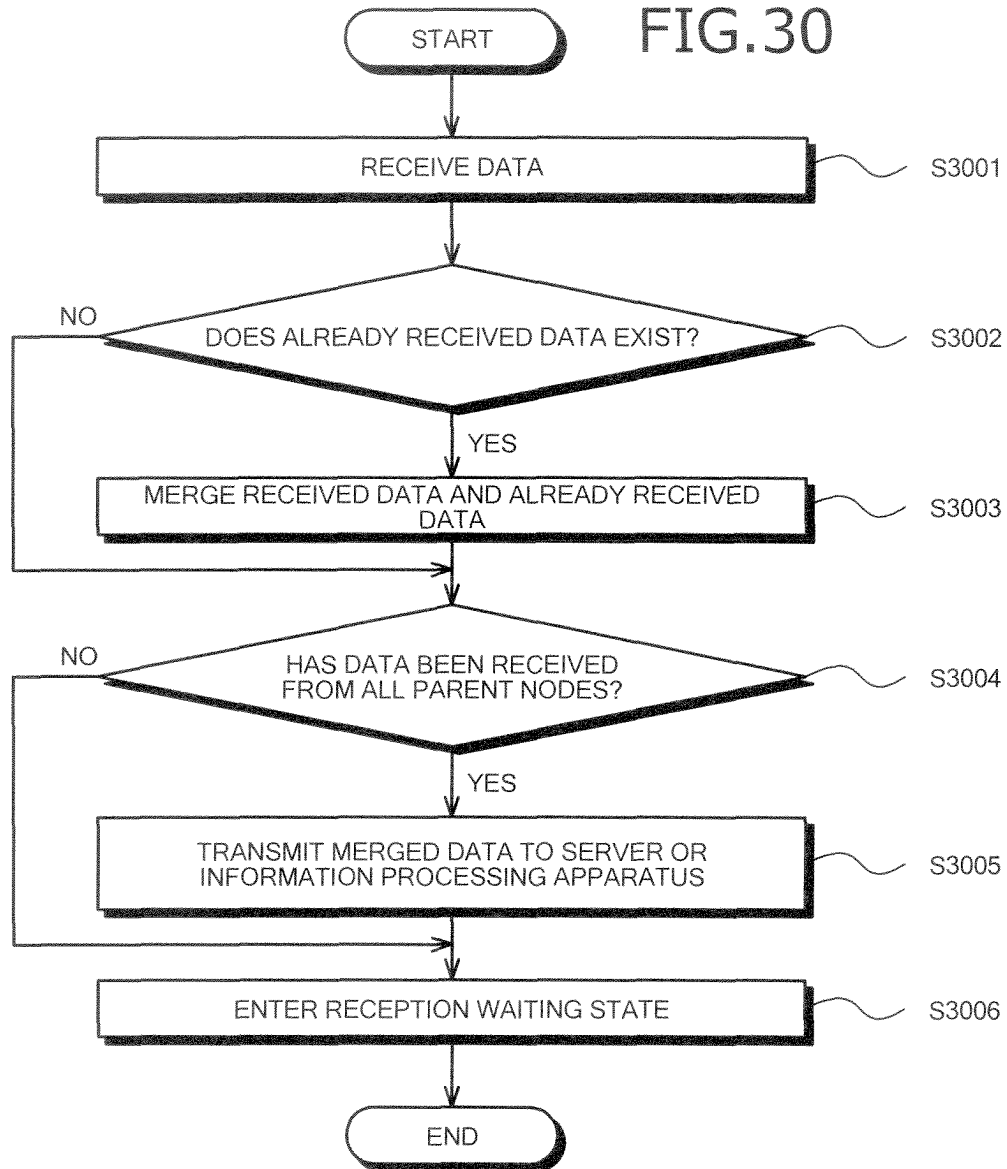 FIG.30
START
RECEIVE DATA
S3001
NO
DOES ALREADY RECEIVED DATA EXIST?
S3002
YES
MERGE RECEIVED DATA AND ALREADY RECEIVED
DATA
S3003
NO
HAS DATA BEEN RECEIVED
FROM ALL PARENT NODES?
S3004
YES
TRANSMIT MERGED DATA TO SERVER OR
INFORMATION PROCESSING APPARATUS
S3005
ENTER RECEPTION WAITING STATE
S3006
END